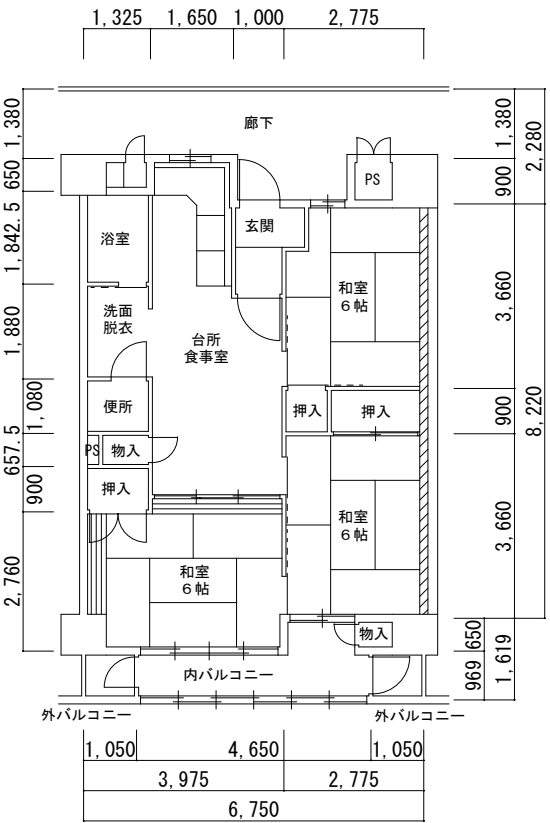 1,325
1,650
1,000
2,775
1,380
650
1,842.5
1,880
1,080
657.5
900
2,760
廊下
PS
玄関
浴室
洗面
脱衣
台所
食事室
和室
6帖
便所
押入
押入
PS
物入
押入
和室
6帖
和室
6帖
物入
内バルコニー
外バルコニー
外バルコニー
1,380
900
3,660
900
3,660
650
969
2,280
8,220
1,619
1,050
4,650
1,050
3,975
2,775
6,750